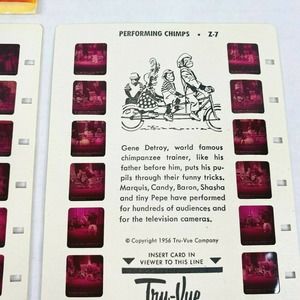 PERFORMING CHIMPS • Z-7
Gene Detroy, world famous
chimpanzee trainer, like his
father before him, puts his pu-
pils through their funny tricks.
Marquis, Candy, Baron, Shasha
and tiny Pepe have performed
for hundreds of audiences and
for the television cameras.
© Copyright 1956 Tru-Vue Company
INSERT CARD IN
VIEWER TO THIS LINE
Tru-Vue